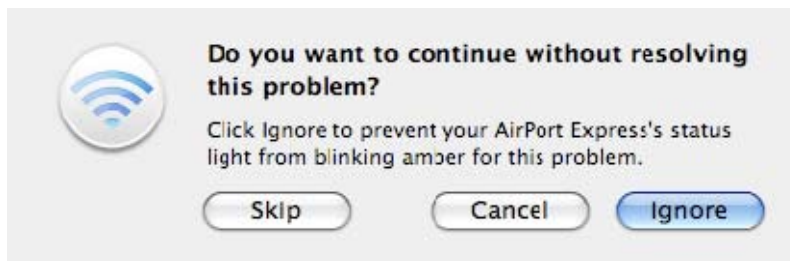 Do you want to continue without resolving
this problem?
Click Ignore to prevent your AirPort Express's status
light from blinking amber for this problem.
Skip Cancel Ignore